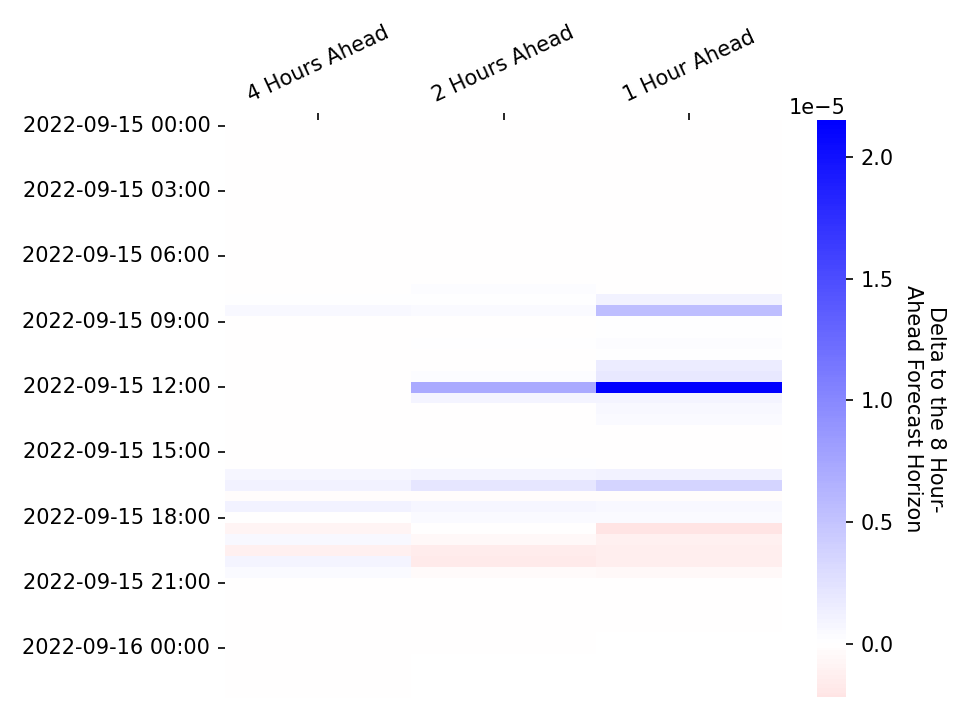 4 Hours Ahead
2 Hours Ahead
1 Hour Ahead
1e−5
2022-09-15 00:00
2022-09-15 03:00
2022-09-15 06:00
2022-09-15 09:00
2022-09-15 12:00
2022-09-15 15:00
2022-09-15 18:00
2022-09-15 21:00
2022-09-16 00:00
2.0
1.5
1.0
0.5
0.0
Delta to the 8 Hour-
Ahead Forecast Horizon